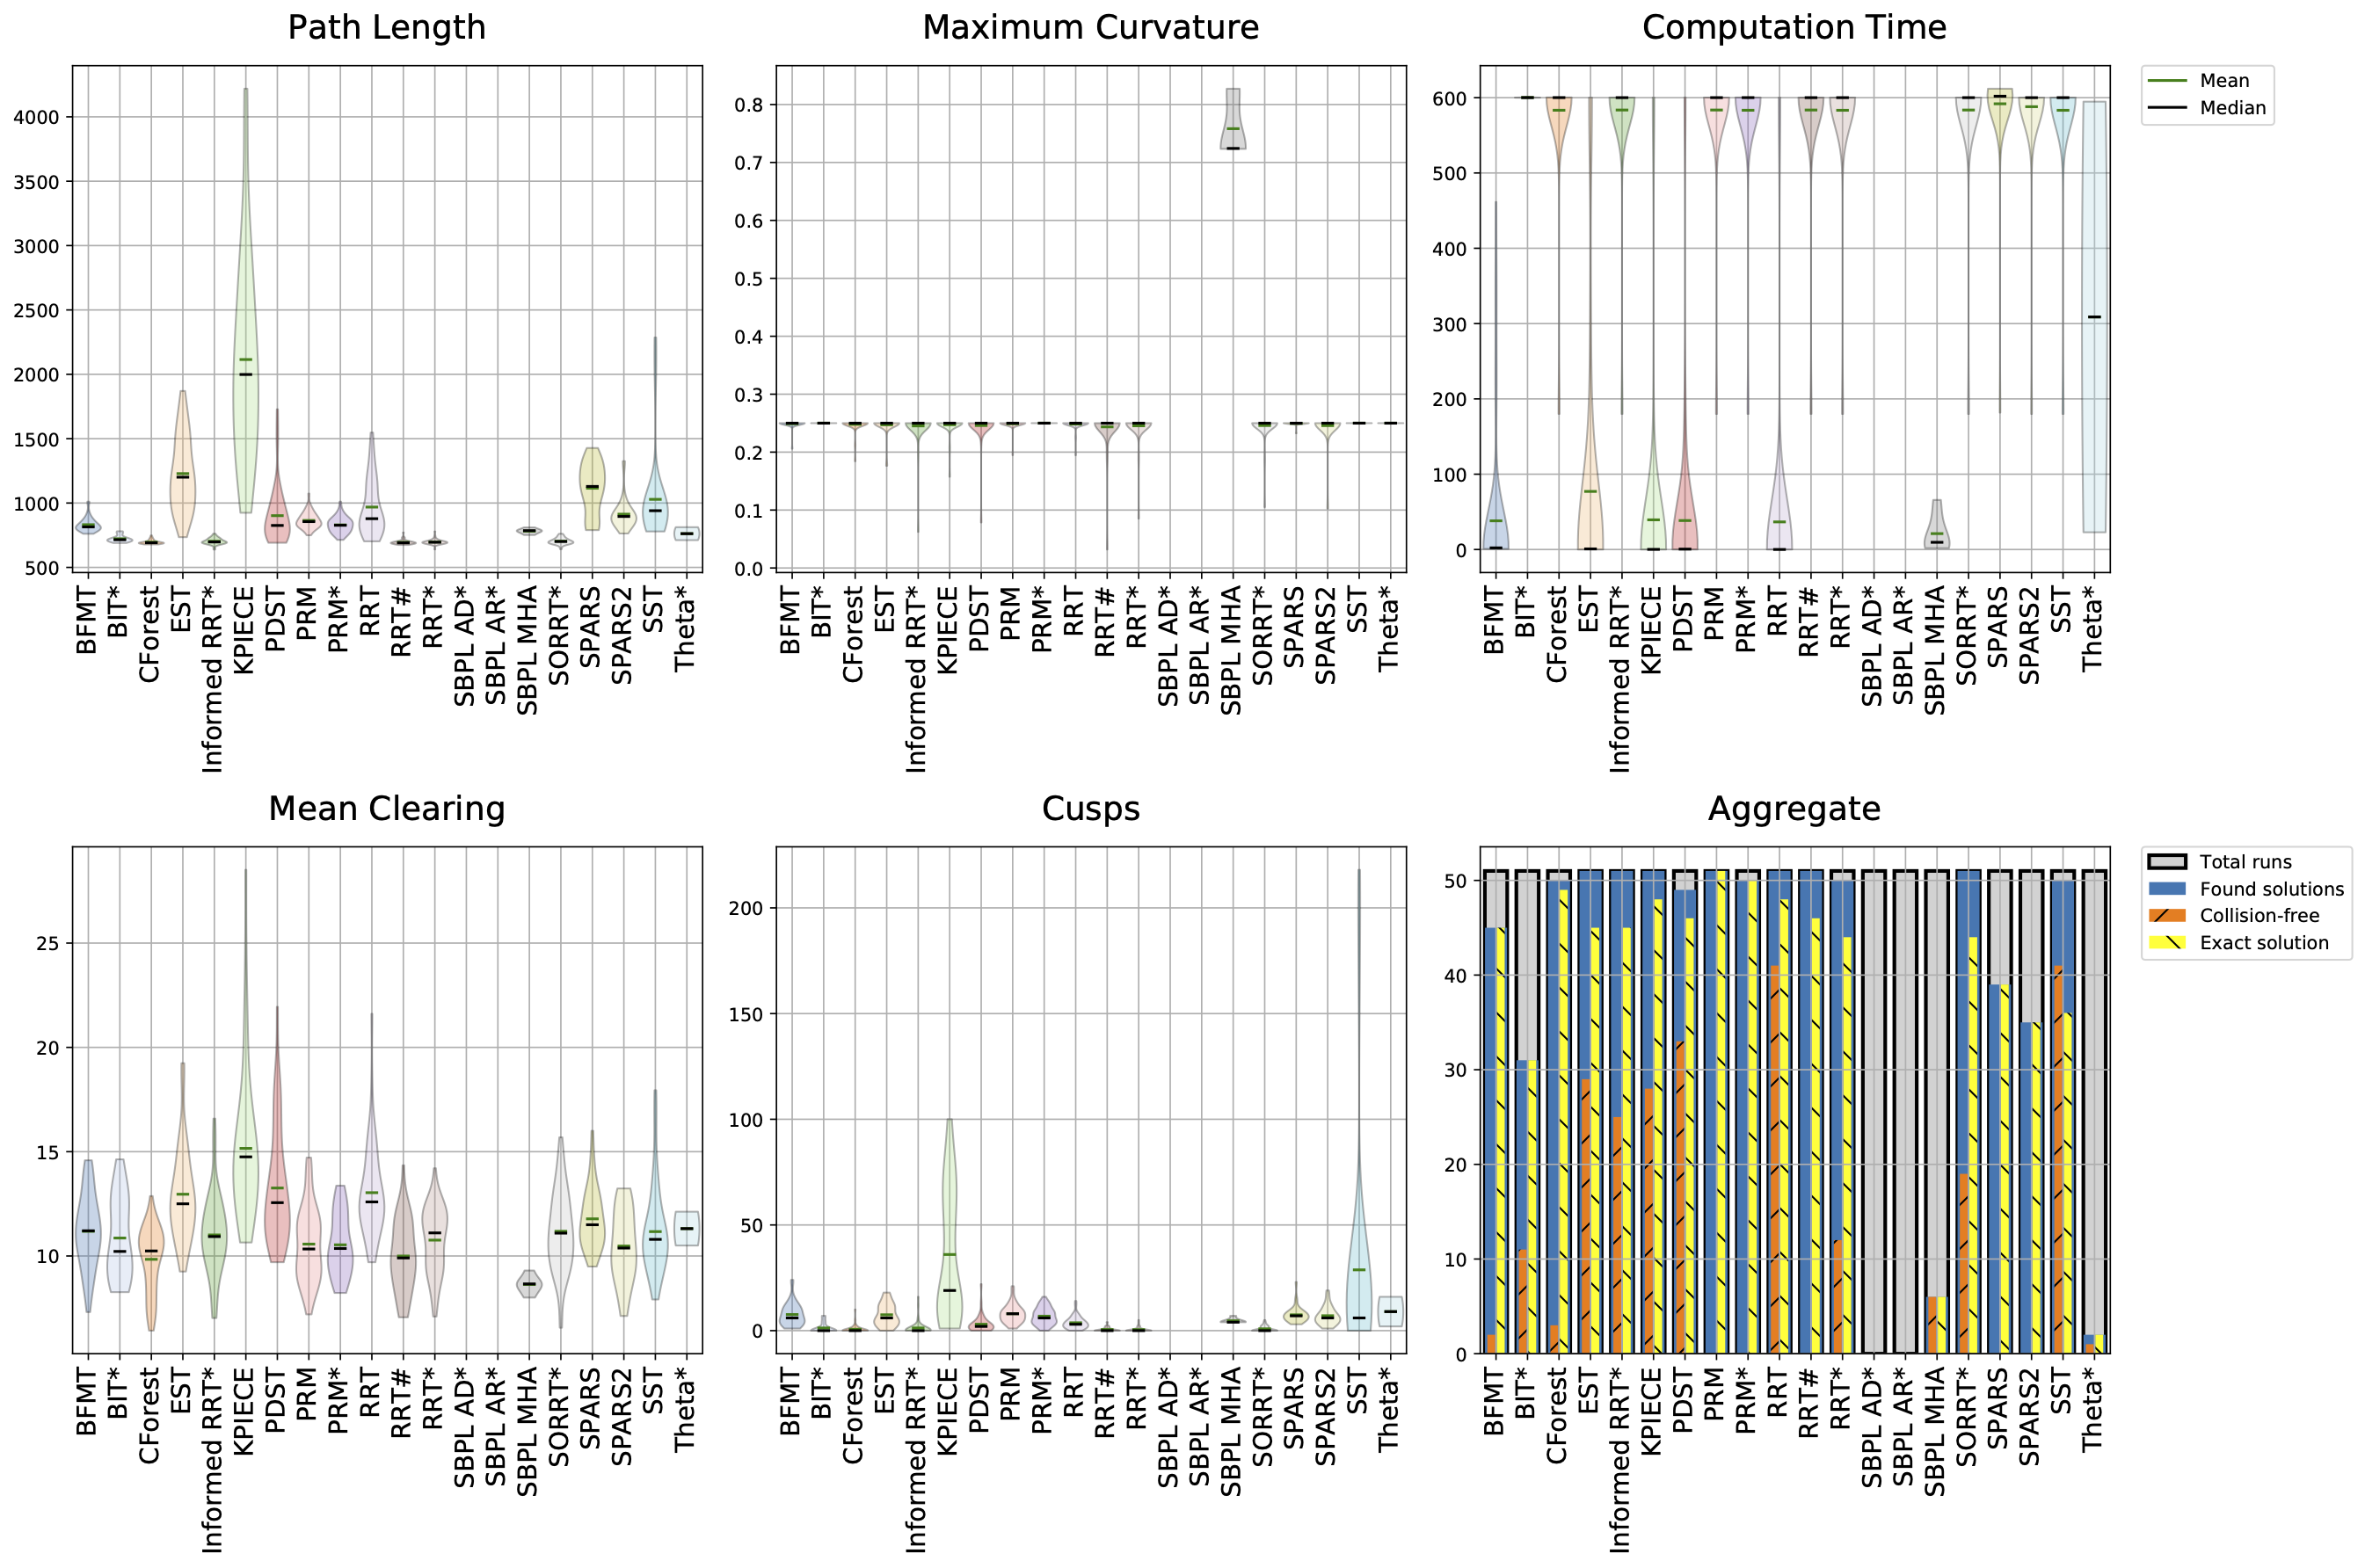 Path Length
Maximum Curvature
Computation Time
4000
3500
3000
2500
2000
1500
1000
500
BFMT
BIT*
CForest
EST
Informed RRT*
KPIECE
PDST
PRM
PRM*
RRT
RRT#
RRT*
SBPL AD*
SBPL AR*
SBPL MHA
SORRT*
SPARS
SPARS2
SST
Theta*
0.8
0.7
0.6
0.5
0.4
0.3
0.2
0.1
0.0
BFMT
BIT*
CForest
EST
Informed RRT*
KPIECE
PDST
PRM
PRM*
RRT
RRT#
RRT*
SBPL AD*
SBPL AR*
SBPL MHA
SORRT*
SPARS
SPARS2
SST
Theta*
600
500
400
300
200
100
0
BFMT
BIT*
CForest
EST
Informed RRT*
KPIECE
PDST
PRM
PRM*
RRT
RRT#
RRT*
SBPL AD*
SBPL AR*
SBPL MHA
SORRT*
SPARS
SPARS2
SST
Theta*
Mean
Median
Mean Clearing
Cusps
Aggregate
25
20
15
10
BFMT
BIT*
CForest
EST
Informed RRT*
KPIECE
PDST
PRM
PRM*
RRT
RRT#
RRT*
SBPL AD*
SBPL AR*
SBPL MHA
SORRT*
SPARS
SPARS2
SST
Theta*
200
150
100
50
0
BFMT
BIT*
CForest
EST
Informed RRT*
KPIECE
PDST
PRM
PRM*
RRT
RRT#
RRT*
SBPL AD*
SBPL AR*
SBPL MHA
SORRT*
SPARS
SPARS2
SST
Theta*
50
40
30
20
10
0
BFMT
BIT*
CForest
EST
Informed RRT*
KPIECE
PDST
PRM
PRM*
RRT
RRT#
RRT*
SBPL AD*
SBPL AR*
SBPL MHA
SORRT*
SPARS
SPARS2
SST
Theta*
Total runs
Found solutions
Collision-free
Exact solution